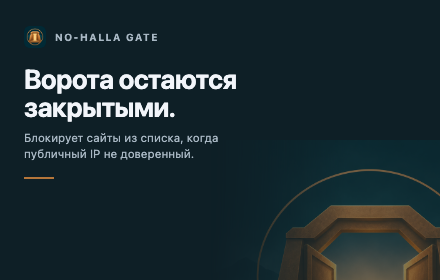 NO-HALLA GATE
Ворота остаются
закрытыми.
Блокирует сайты из списка, когда
публичный IP не доверенный.